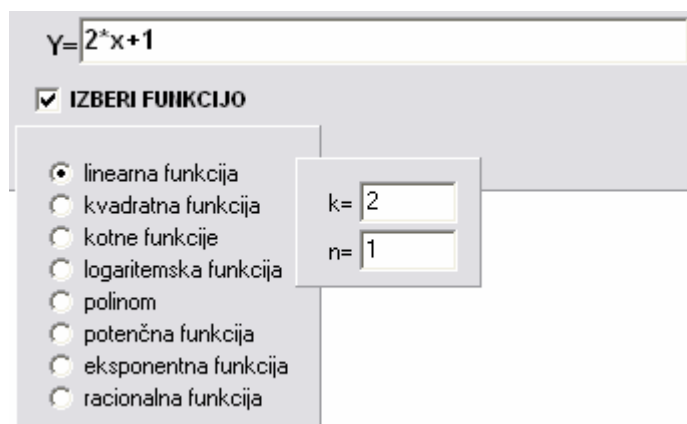 Y= 2*x+1
IZBERI FUNKCIJO
linearna funkcija
kvadratna funkcija
kotne funkcije
logaritemska funkcija
polinom
potenčna funkcija
eksponentna funkcija
racionalna funkcija
k= 2
n= 1